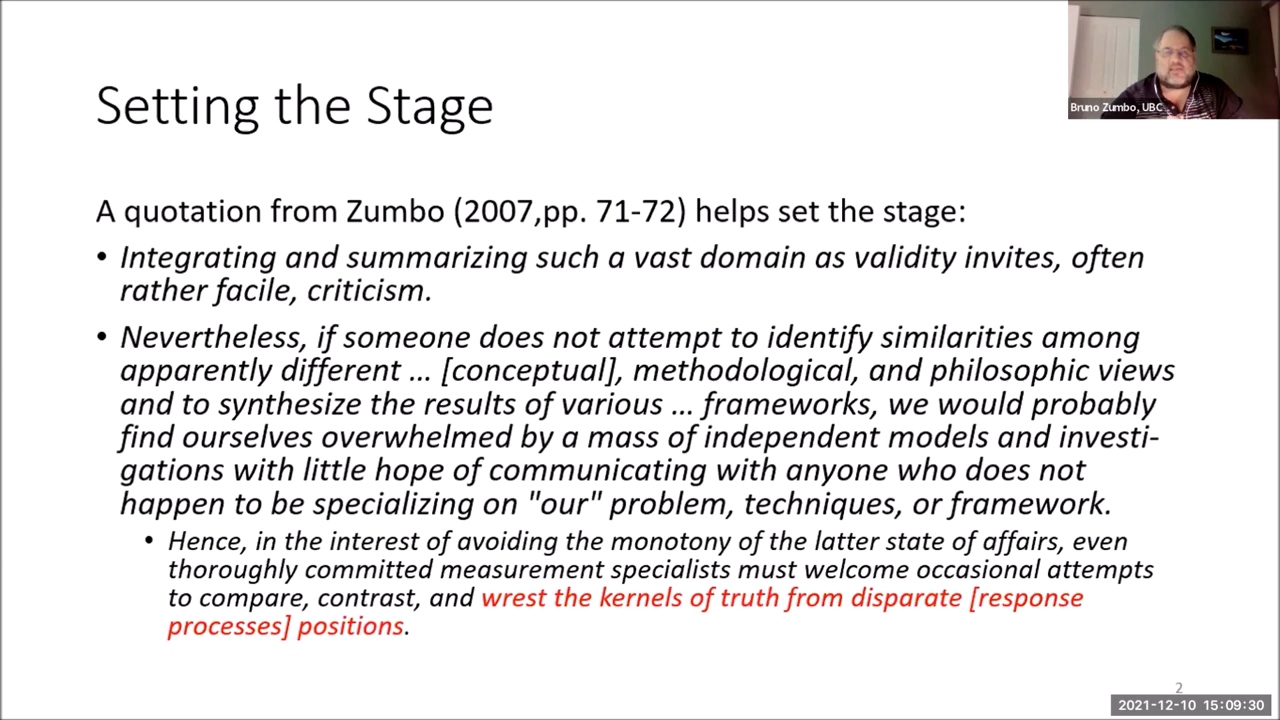 Bruno Zumbo, UBC
Setting the Stage
A quotation from Zumbo (2007,pp. 71-72) helps set the stage:
• Integrating and summarizing such a vast domain as validity invites, often
rather facile, criticism.
• Nevertheless, if someone does not attempt to identify similarities among
apparently different ... [conceptual], methodological, and philosophic views
and to synthesize the results of various ... frameworks, we would probably
find ourselves overwhelmed by a mass of independent models and investi-
gations with little hope of communicating with anyone who does not
happen to be specializing on "our" problem, techniques, or framework.
• Hence, in the interest of avoiding the monotony of the latter state of affairs, even
thoroughly committed measurement specialists must welcome occasional attempts
to compare, contrast, and wrest the kernels of truth from disparate [response
processes] positions.
2
2021-12-10 15:09:30